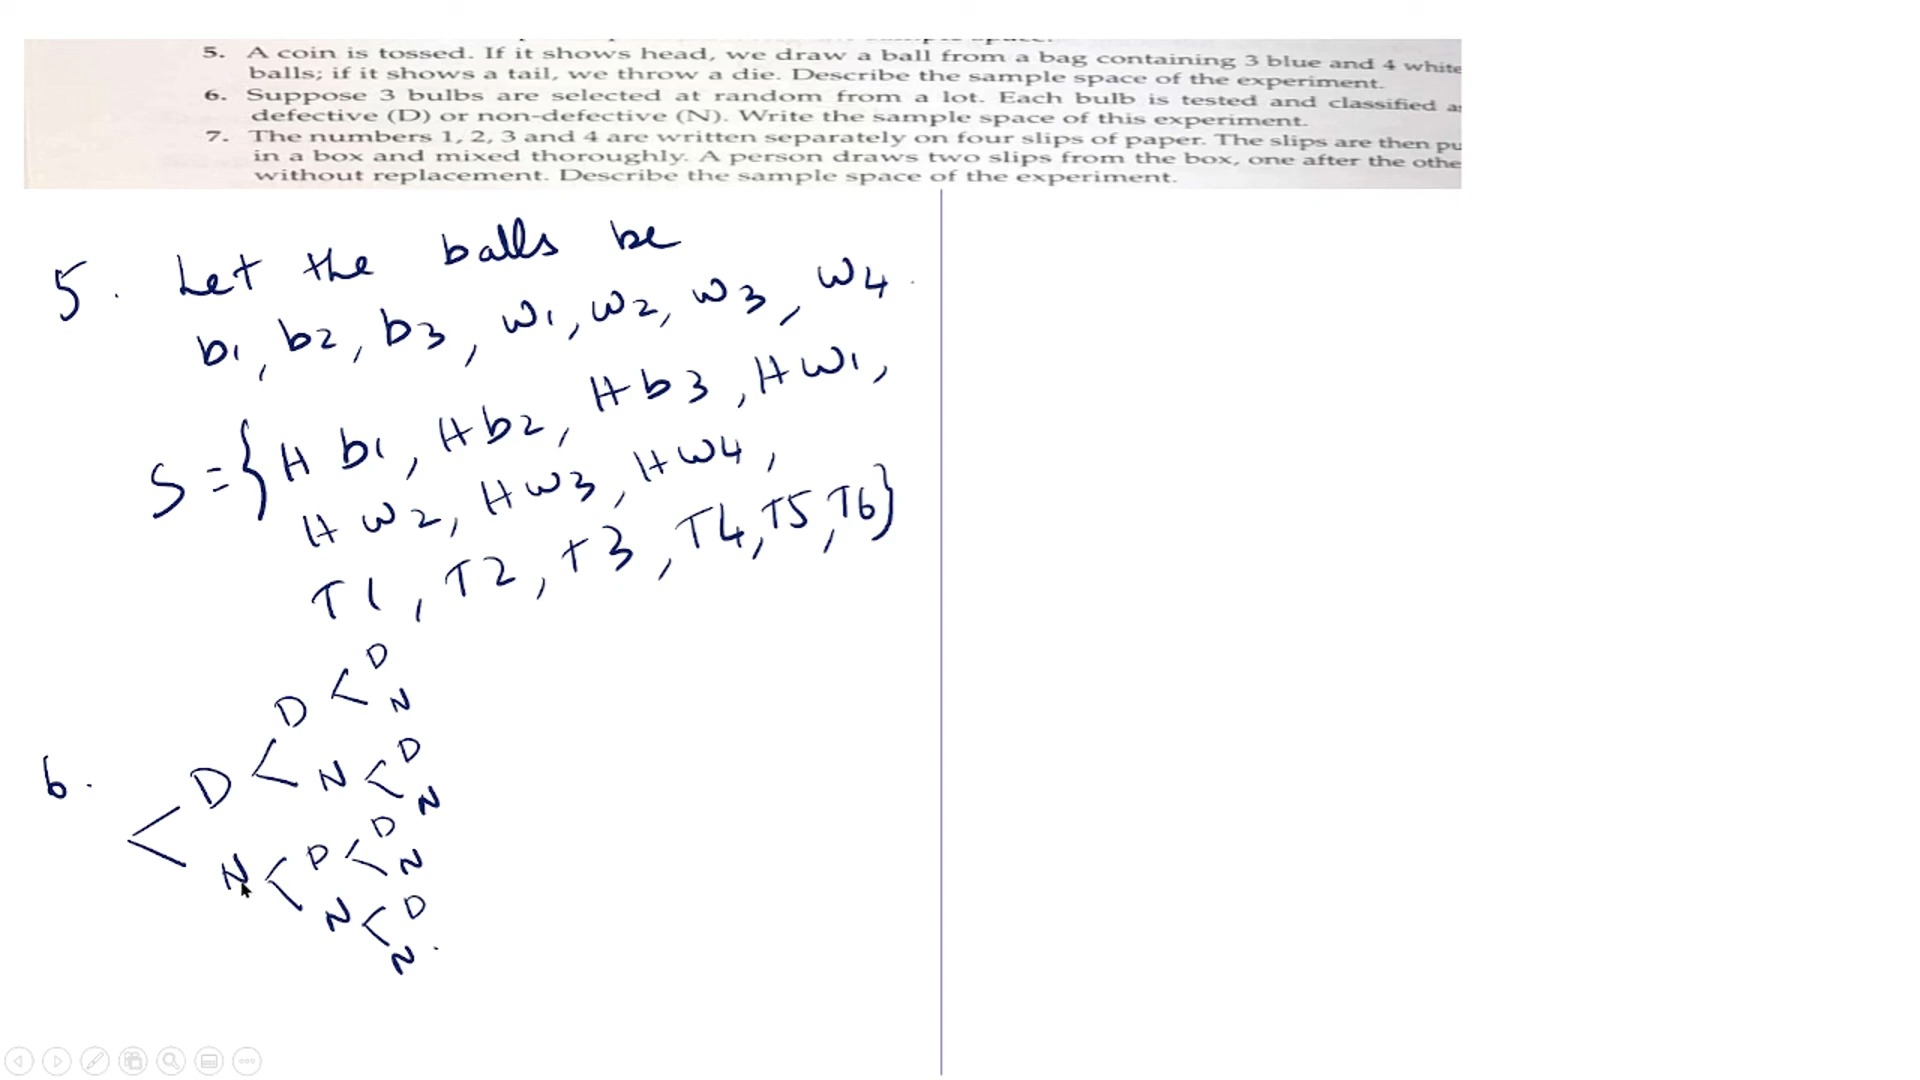 5. A coin is tossed. If it shows head, we draw a ball from a bag containing 3 blue and 4 white
balls; if it shows a tail, we throw a die. Describe the sample space of the experiment.
6. Suppose 3 bulbs are selected at random from a lot. Each bulb is tested and classified as
defective (D) or non-defective (N). Write the sample space of this experiment.
7. The numbers 1, 2, 3 and 4 are written separately on four slips of paper. The slips are then pu
in a box and mixed thoroughly. A person draws two slips from the box, one after the othe
without replacement. Describe the sample space of the experiment.
5. Let the balls be
b1, b2, b3, w1, w2, w3, w4.
S = { H b1, H b2, H b3, H w1,
H w2, H w3, H w4,
T1, T2, T3, T4, T5, T6}
6.
D
D < N
D < N < D
N
< N < D < D
N
N < D
N.